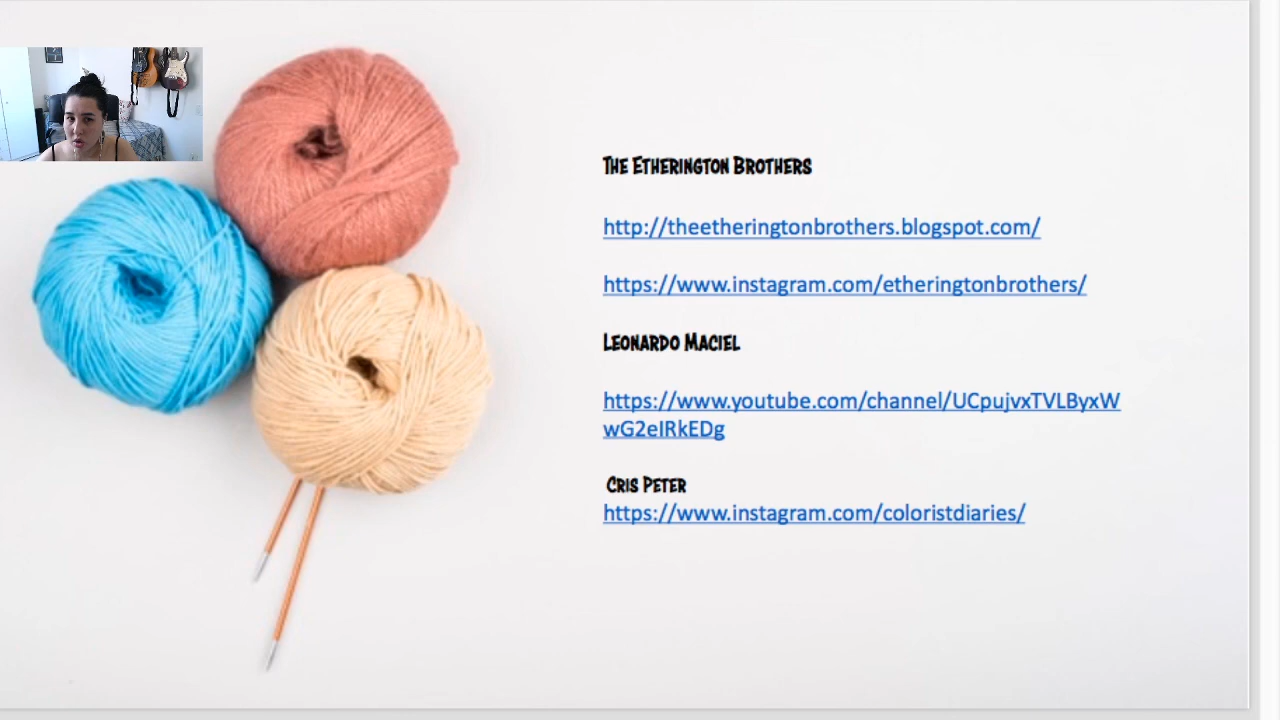 THE ETHERINGTON BROTHERS
http://theetheringtonbrothers.blogspot.com/
https://www.instagram.com/etheringtonbrothers/
LEONARDO MACIEL
https://www.youtube.com/channel/UCpujvxTVLByxW
wG2eIRkEDg
CRIS PETER
https://www.instagram.com/coloristdiaries/